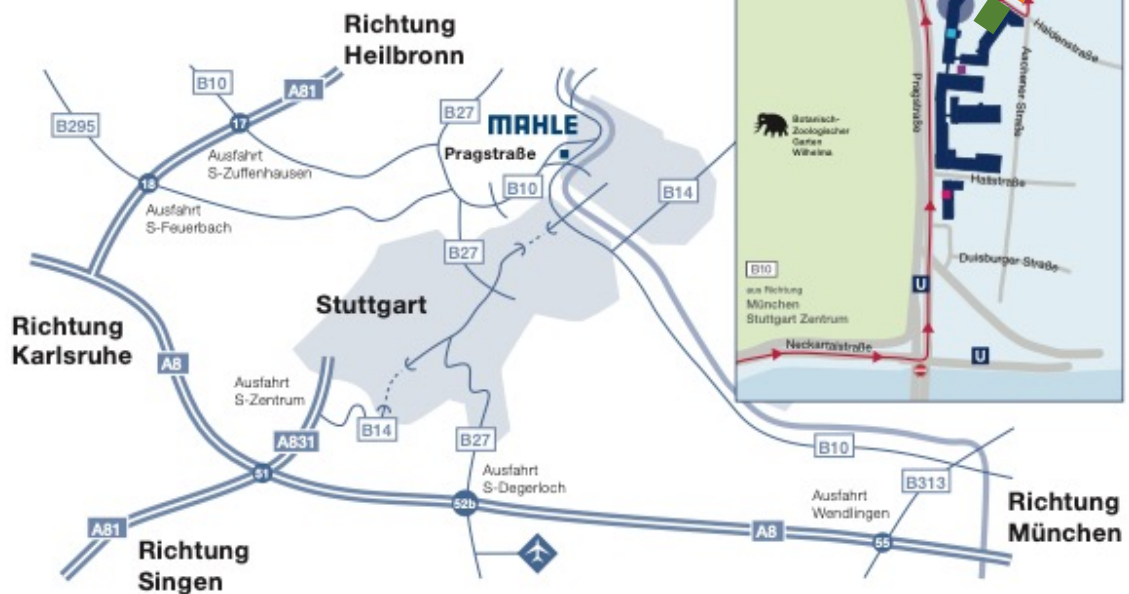 Richtung
Heilbronn
B10
A81
B27
B295
17
MAHLE
Pragstraße
Ausfahrt
S-Zuffenhausen
18
B10
B14
Ausfahrt
S-Feuerbach
B27
Stuttgart
Richtung
Karlsruhe
A8
Ausfahrt
S-Zentrum
B14
A831
B27
51
Ausfahrt
S-Degerloch
52b
A81
Richtung
Singen
A8
B10
B313
Ausfahrt
Wendlingen
55
Richtung
München
Haldenstraße
Aachener Straße
Pragstraße
Botanisch-
Zoologischer
Garten
Wilhelma
Hallstraße
Duisburger Straße
B10
aus Richtung
München
Stuttgart Zentrum
U
Neckartalstraße
U